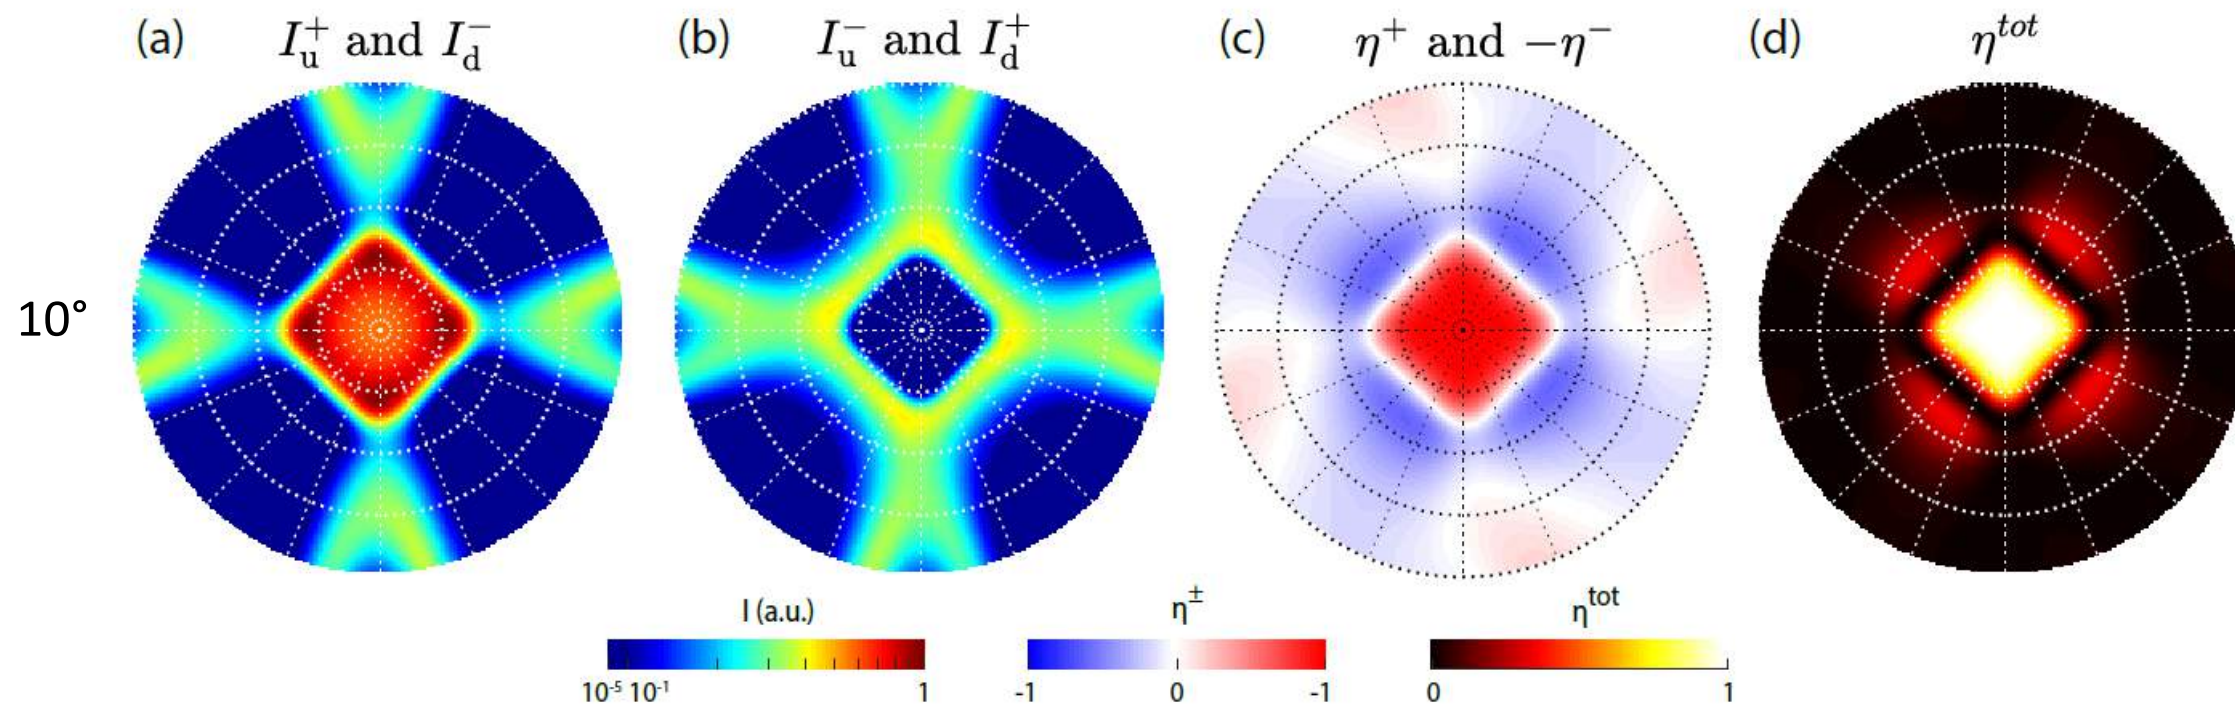 (a) I_u^+ and I_d^-
(b) I_u^- and I_d^+
(c) η^+ and −η^-
(d) η^{tot}
10°
I (a.u.)
10^{-5} 10^{-1} 1
η^±
-1 0 -1
η^{tot}
0 1